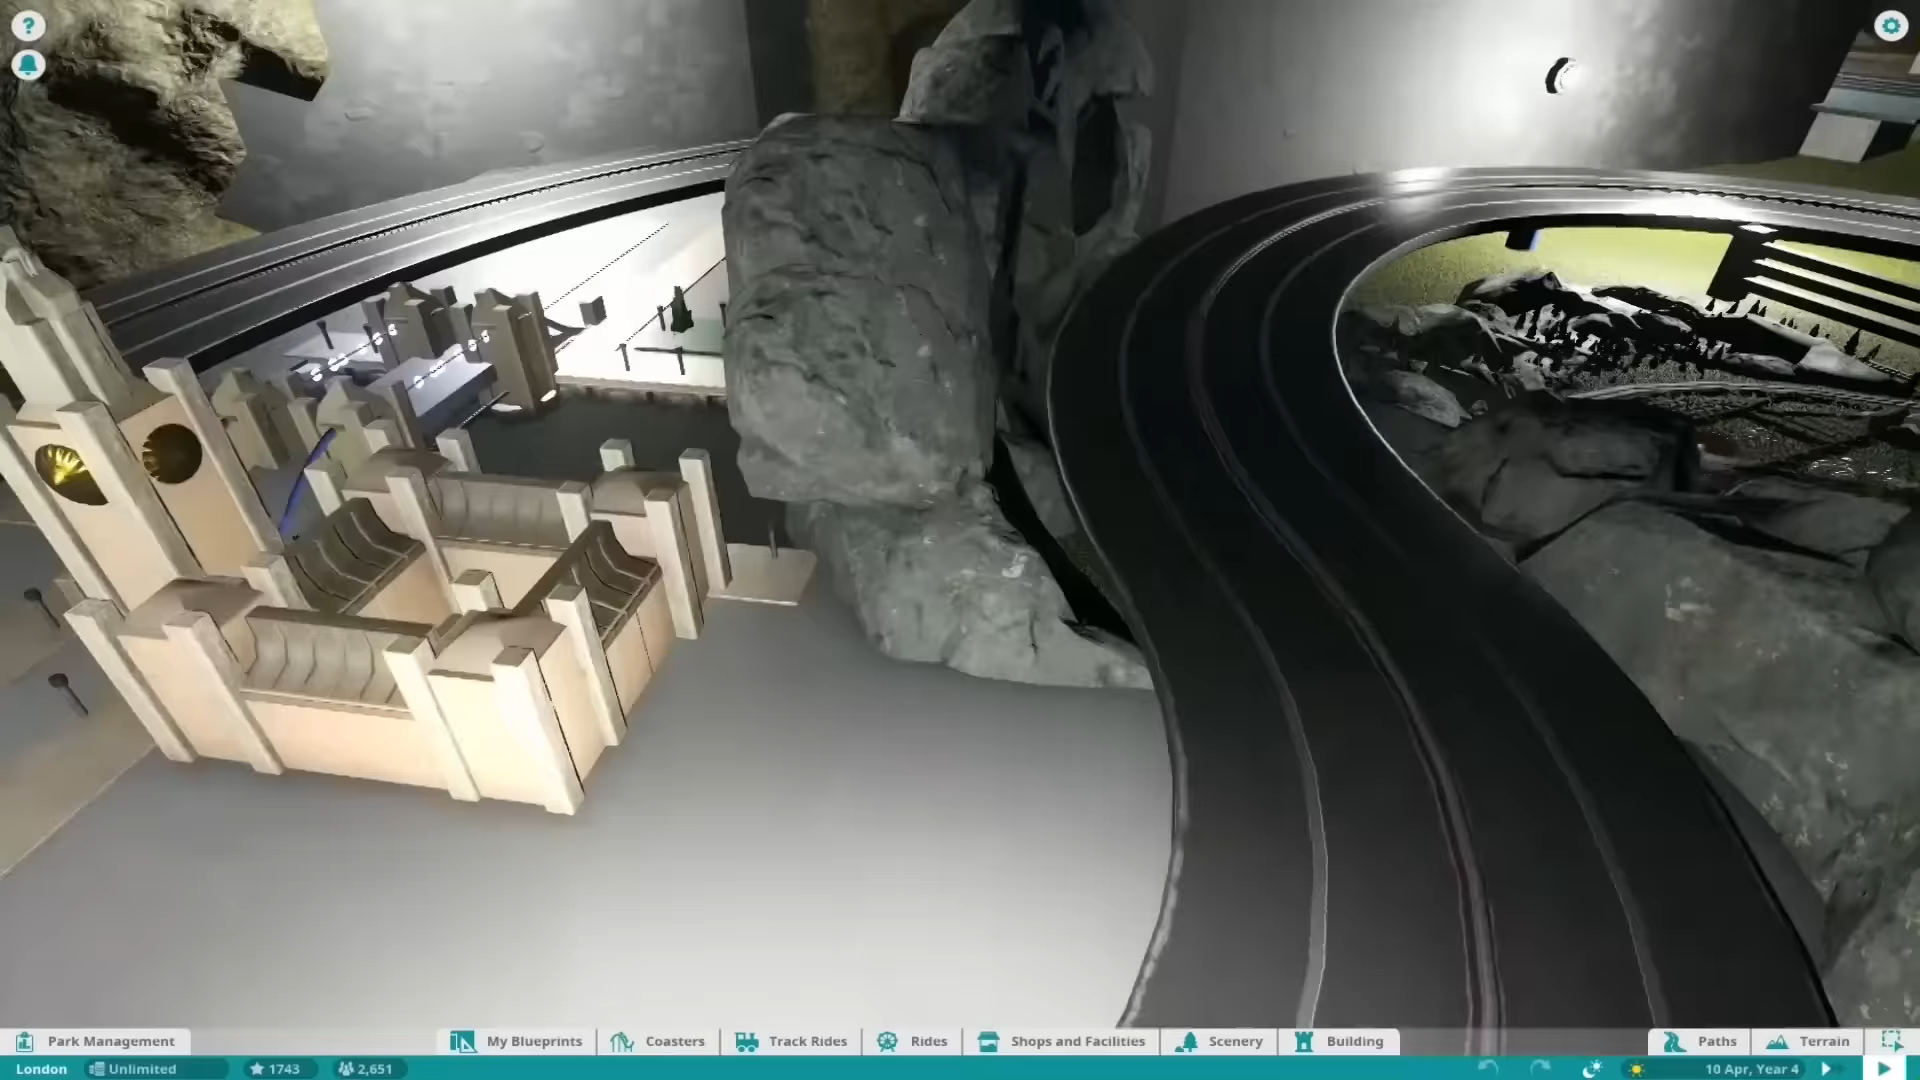 ?
Park Management
My Blueprints
Coasters
Track Rides
Rides
Shops and Facilities
Scenery
Building
Paths
Terrain
London
Unlimited
1743
2,651
10 Apr, Year 4